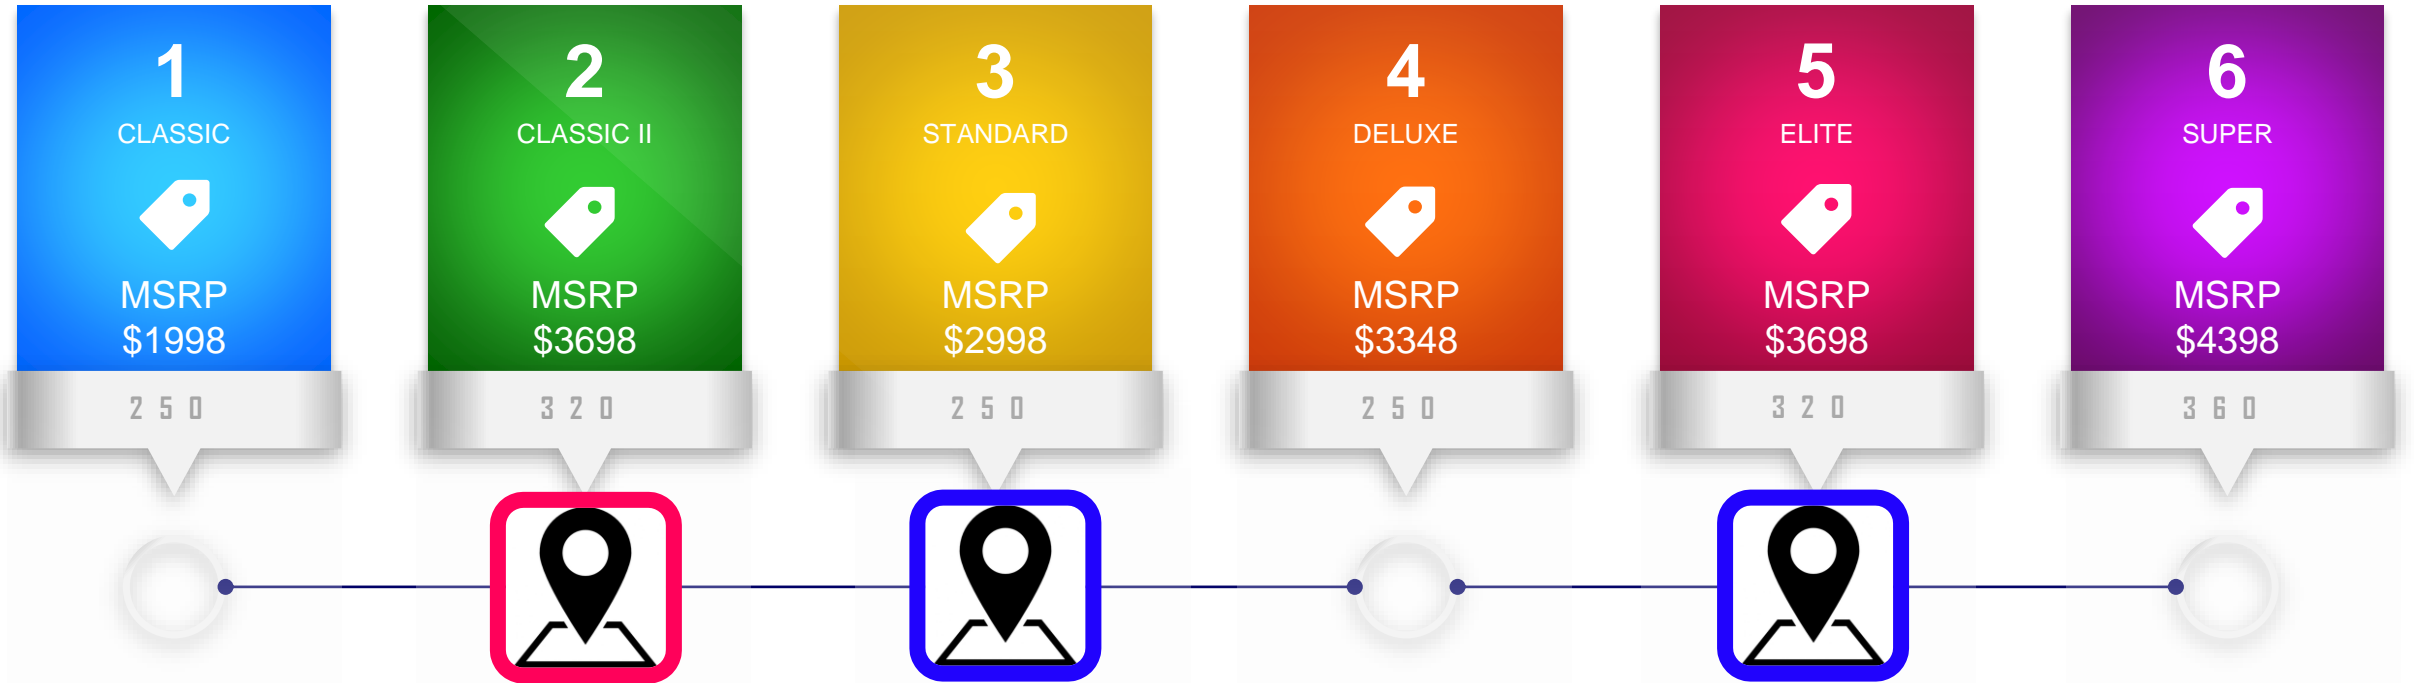 1
CLASSIC
MSRP
$1998
250
2
CLASSIC II
MSRP
$3698
320
3
STANDARD
MSRP
$2998
250
4
DELUXE
MSRP
$3348
250
5
ELITE
MSRP
$3698
320
6
SUPER
MSRP
$4398
360